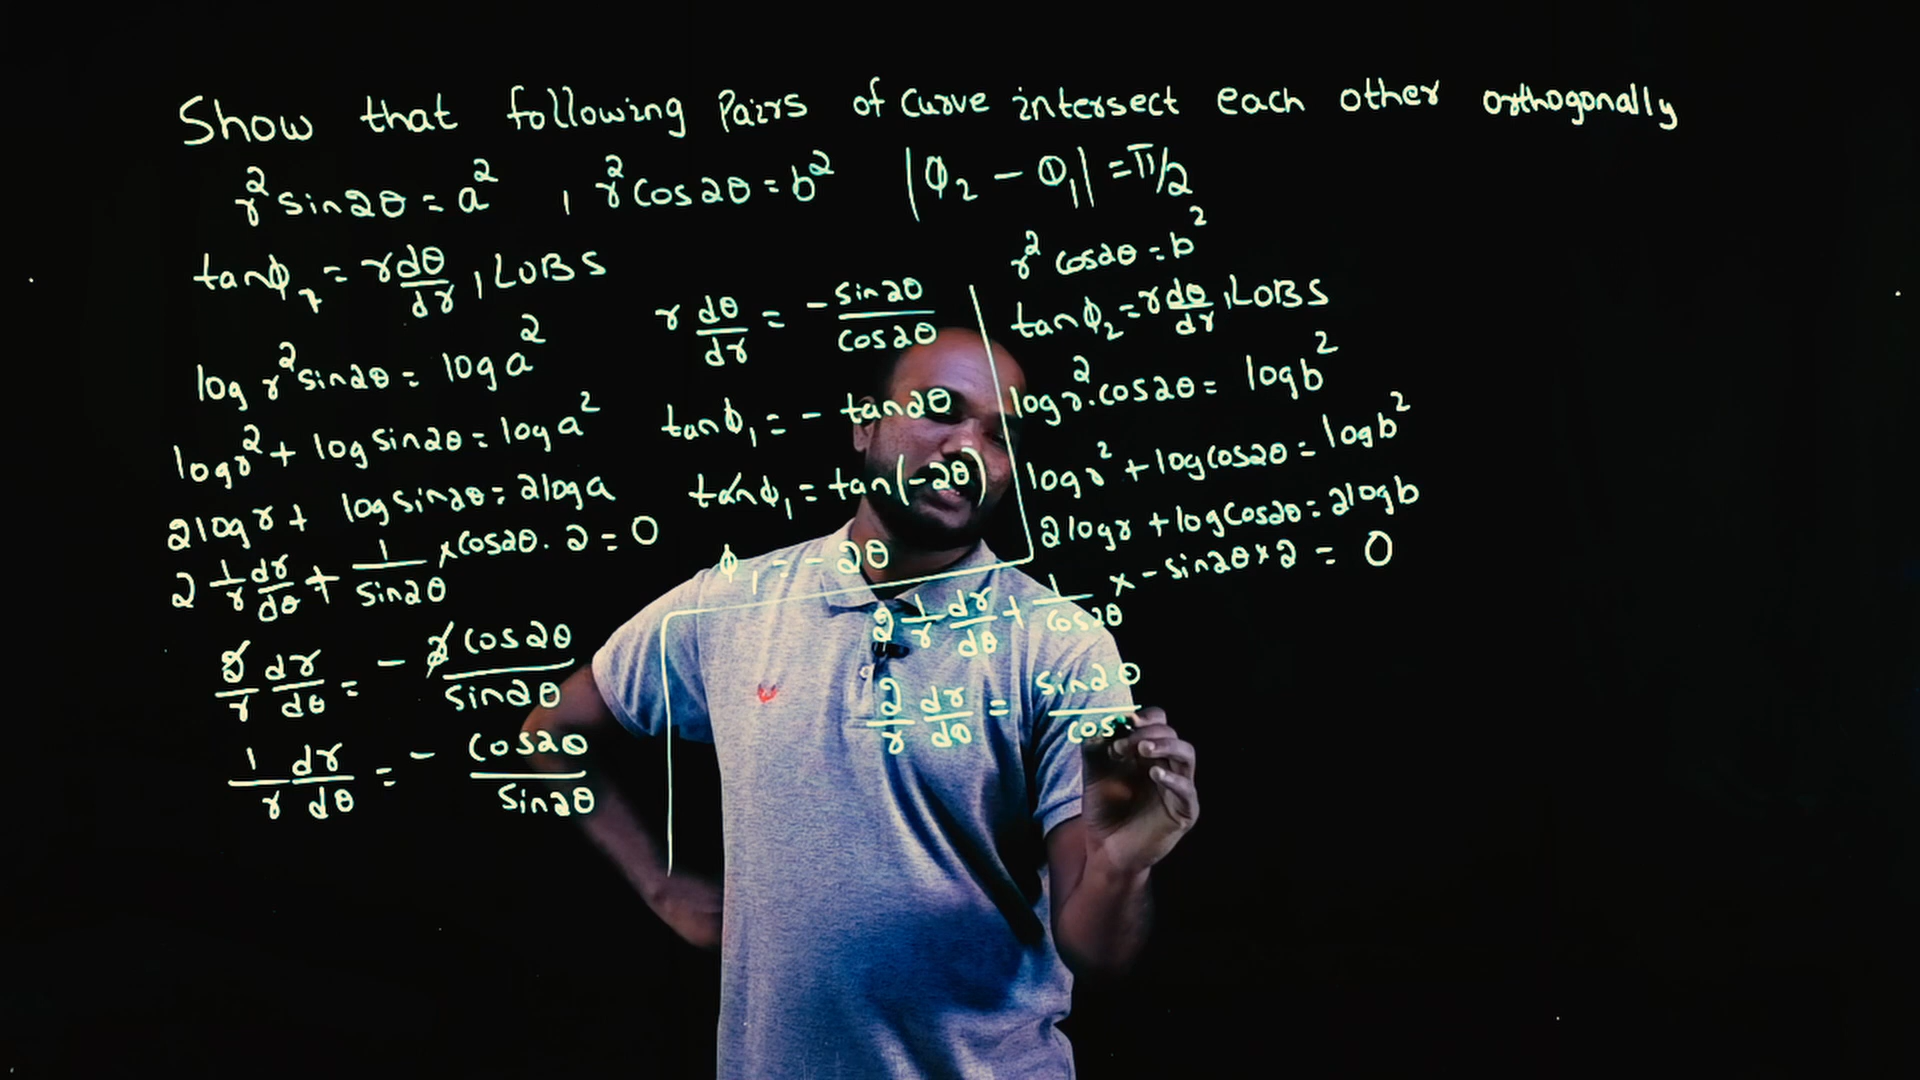 Show that following Pairs of Curve intersect each other orthogonally
r² sin2θ = a² , r² cos2θ = b² |ϕ₂ - ϕ₁| = π/2
tanϕ₁ = r dθ/dr , LOBS
log r² sin2θ = log a²
log r² + log sin2θ = log a²
2 log r + log sin2θ = 2 log a
2 1/r dr/dθ + 1/sin2θ × cos2θ . 2 = 0
2/r dr/dθ = - 2 cos2θ/sin2θ
1/r dr/dθ = - cos2θ/sin2θ
r dθ/dr = - sin2θ/cos2θ
tanϕ₁ = - tan2θ
tanϕ₁ = tan(-2θ)
ϕ₁ = - 2θ
r² cos2θ = b²
tanϕ₂ = r dθ/dr , LOBS
log r² . cos2θ = log b²
log r² + log cos2θ = log b²
2 log r + log cos2θ = 2 log b
2 1/r dr/dθ + 1/cos2θ × - sin2θ × 2 = 0
2/r dr/dθ = sin2θ/cos